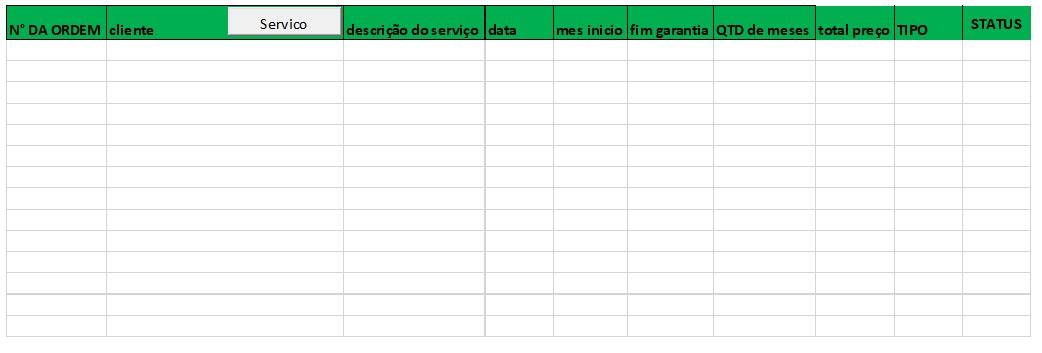 N° DA ORDEM cliente Servico descrição do serviço data mes inicio fim garantia QTD de meses total preço TIPO STATUS